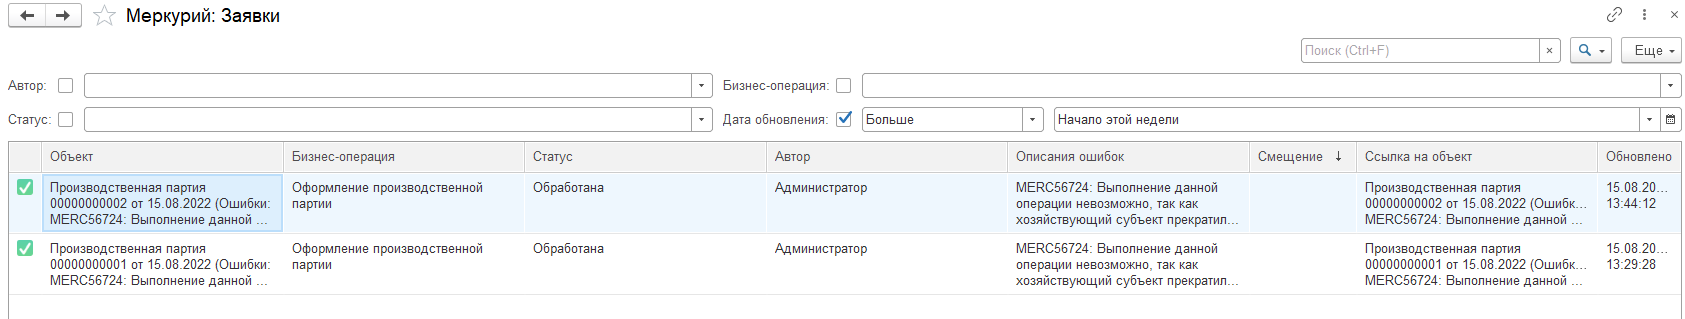 Меркурий: Заявки
Поиск (Ctrl+F)
Еще
Автор:
Бизнес-операция:
Статус:
Дата обновления:
Больше
Начало этой недели
Объект
Бизнес-операция
Статус
Автор
Описания ошибок
Смещение ↓
Ссылка на объект
Обновлено
Производственная партия
00000000002 от 15.08.2022 (Ошибки:
MERC56724: Выполнение данной ...
Оформление производственной
партии
Обработана
Администратор
MERC56724: Выполнение данной
операции невозможно, так как
хозяйствующий субъект прекратил...
Производственная партия
00000000002 от 15.08.2022 (Ошибк...
MERC56724: Выполнение данной ...
15.08.20...
13:44:12
Производственная партия
00000000001 от 15.08.2022 (Ошибки:
MERC56724: Выполнение данной ...
Оформление производственной
партии
Обработана
Администратор
MERC56724: Выполнение данной
операции невозможно, так как
хозяйствующий субъект прекратил...
Производственная партия
00000000001 от 15.08.2022 (Ошибк...
MERC56724: Выполнение данной ...
15.08.20...
13:29:28